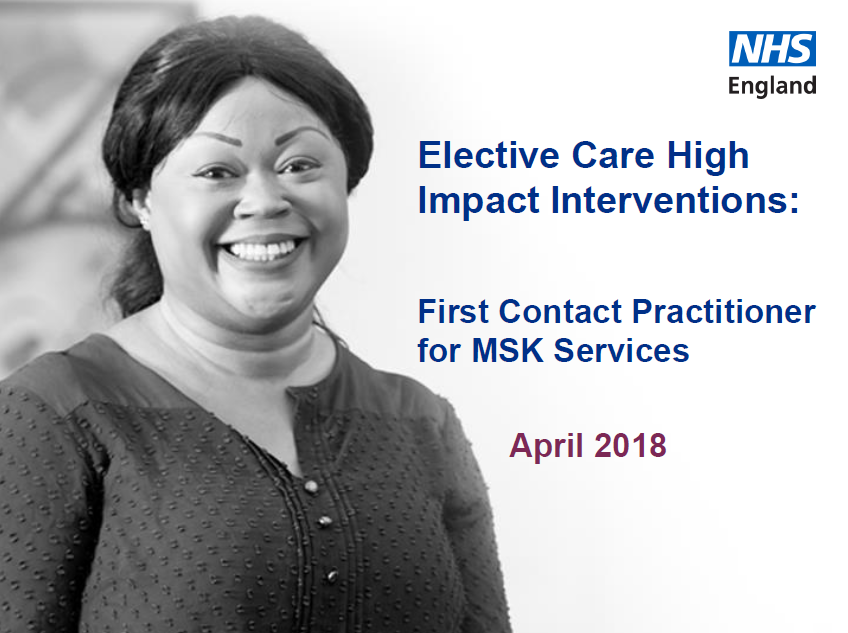 NHS
England
Elective Care High
Impact Interventions:
First Contact Practitioner
for MSK Services
April 2018